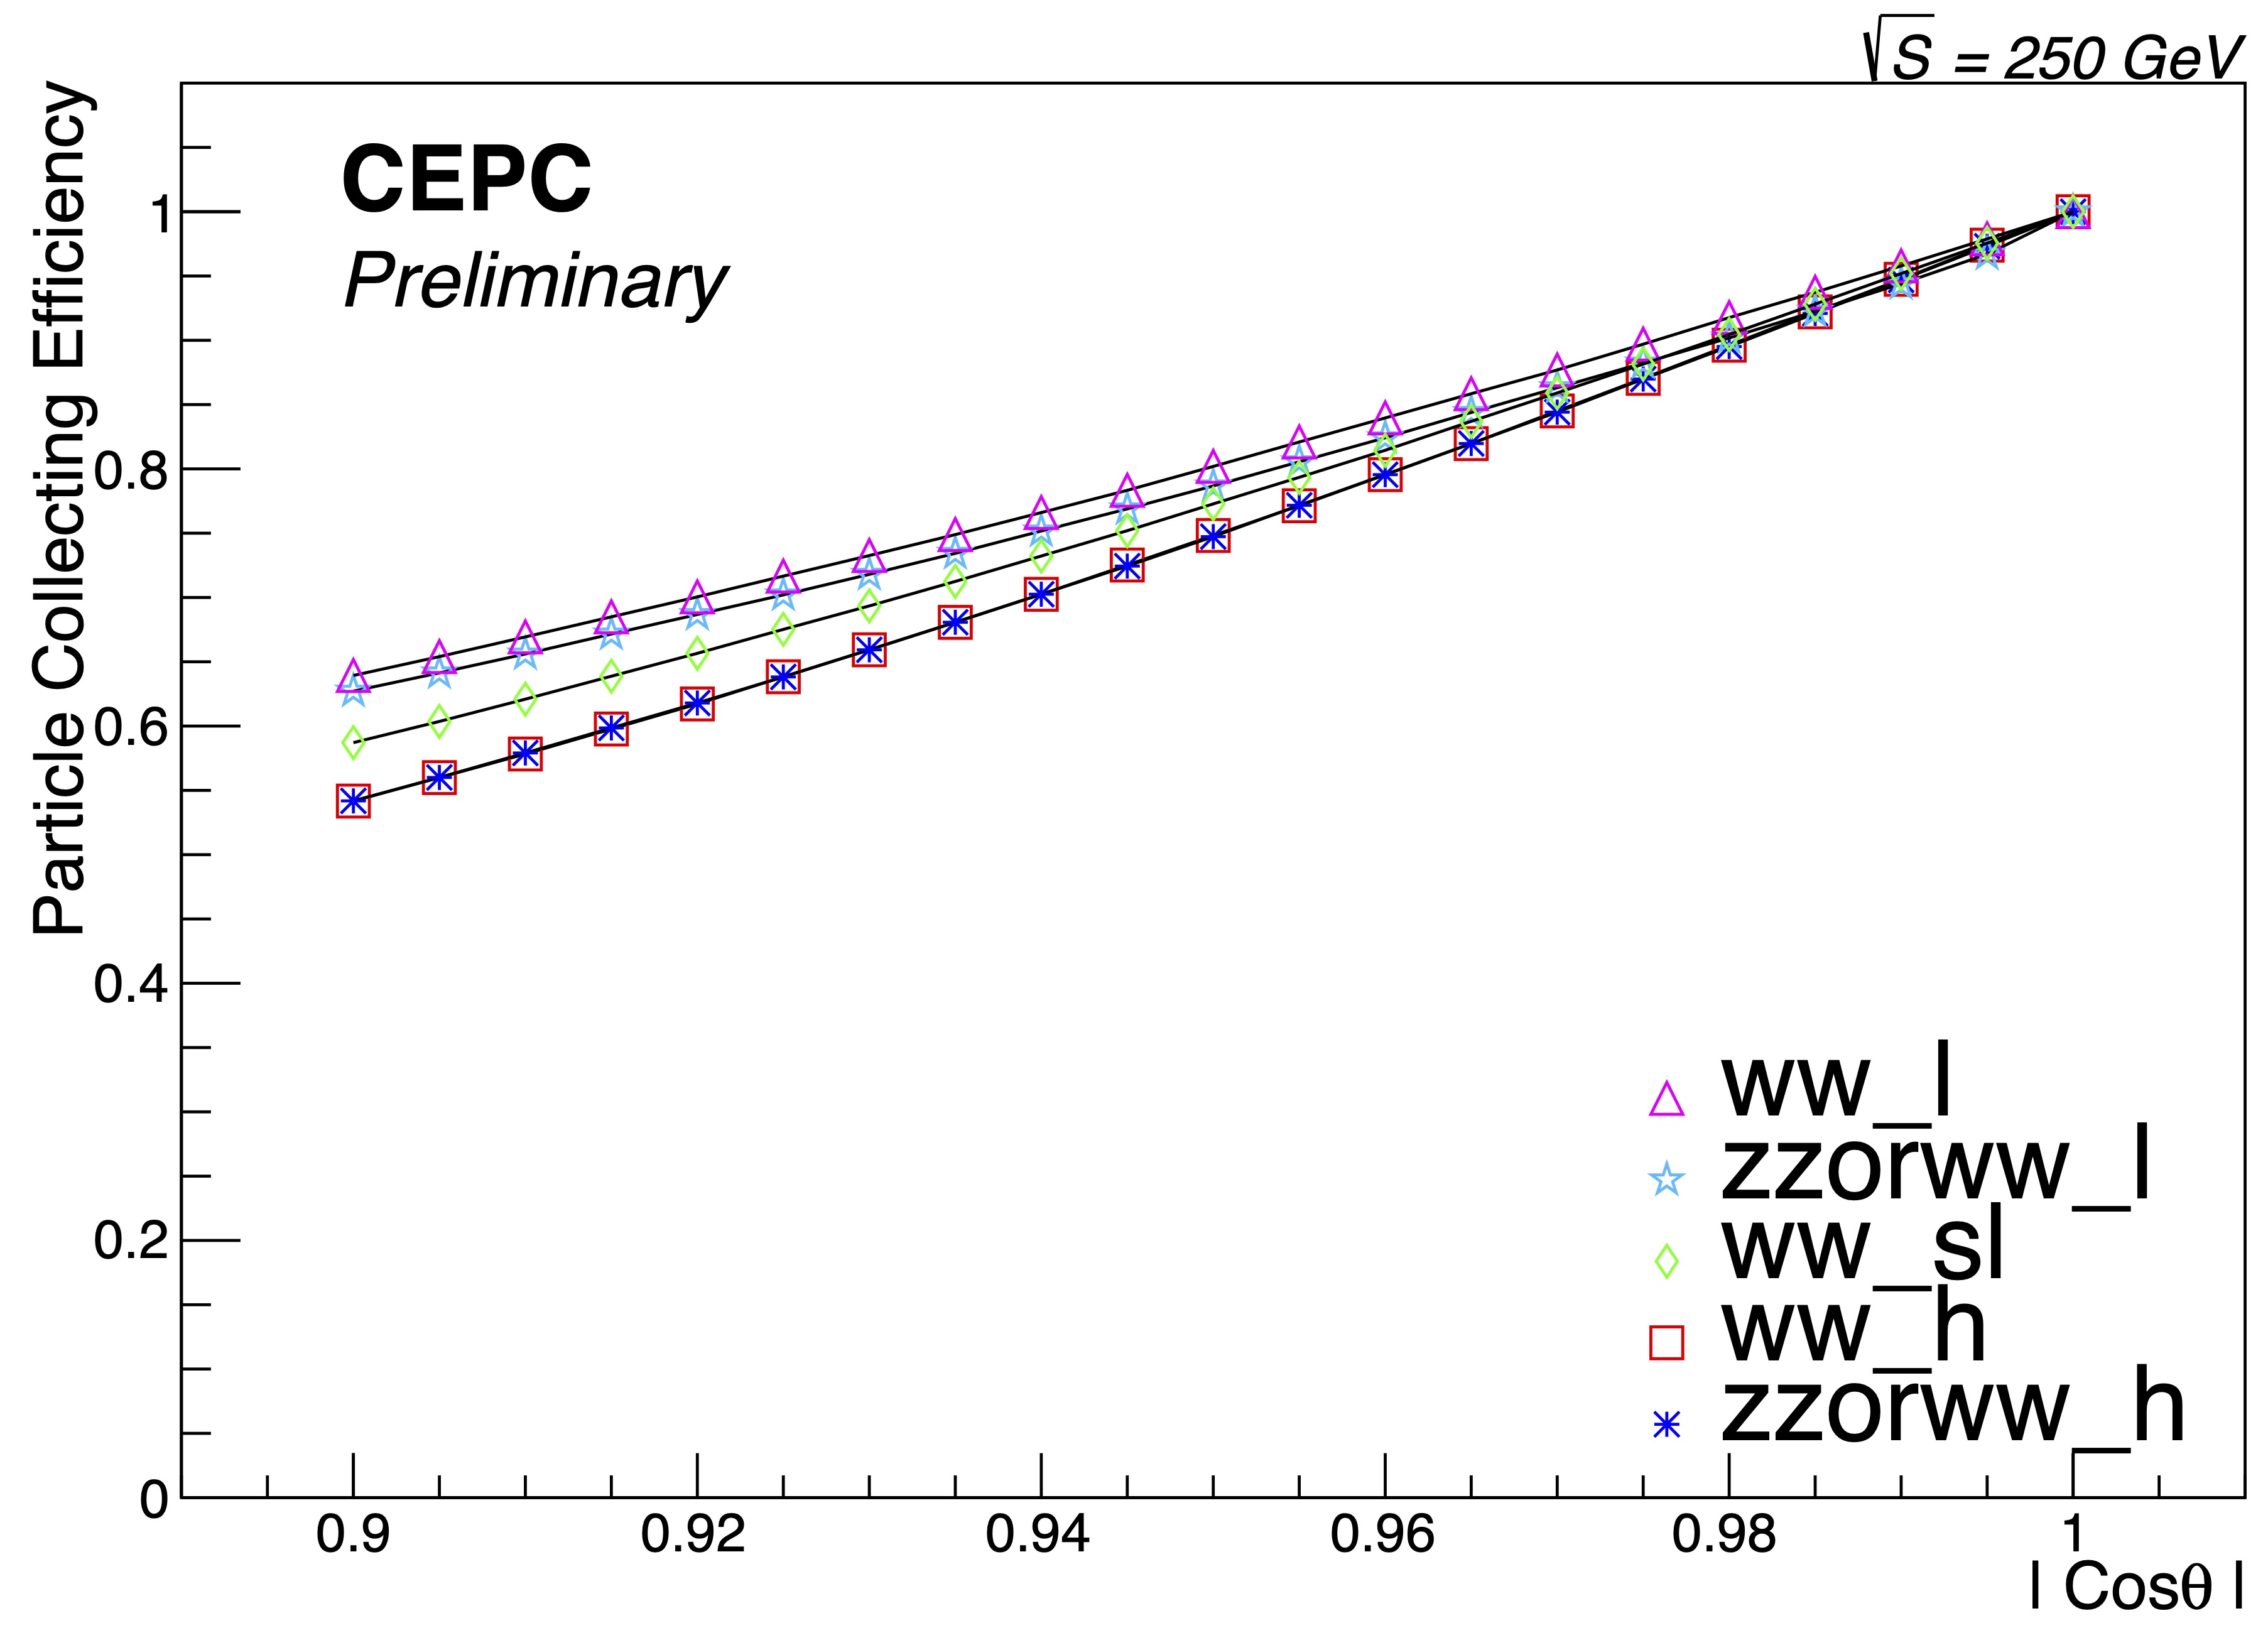 √S = 250 GeV
CEPC
Preliminary
Particle Collecting Efficiency
1
0.8
0.6
0.4
0.2
0
ww_l
zzorww_l
ww_sl
ww_h
zzorww_h
0.9 0.92 0.94 0.96 0.98 1
| Cosθ |